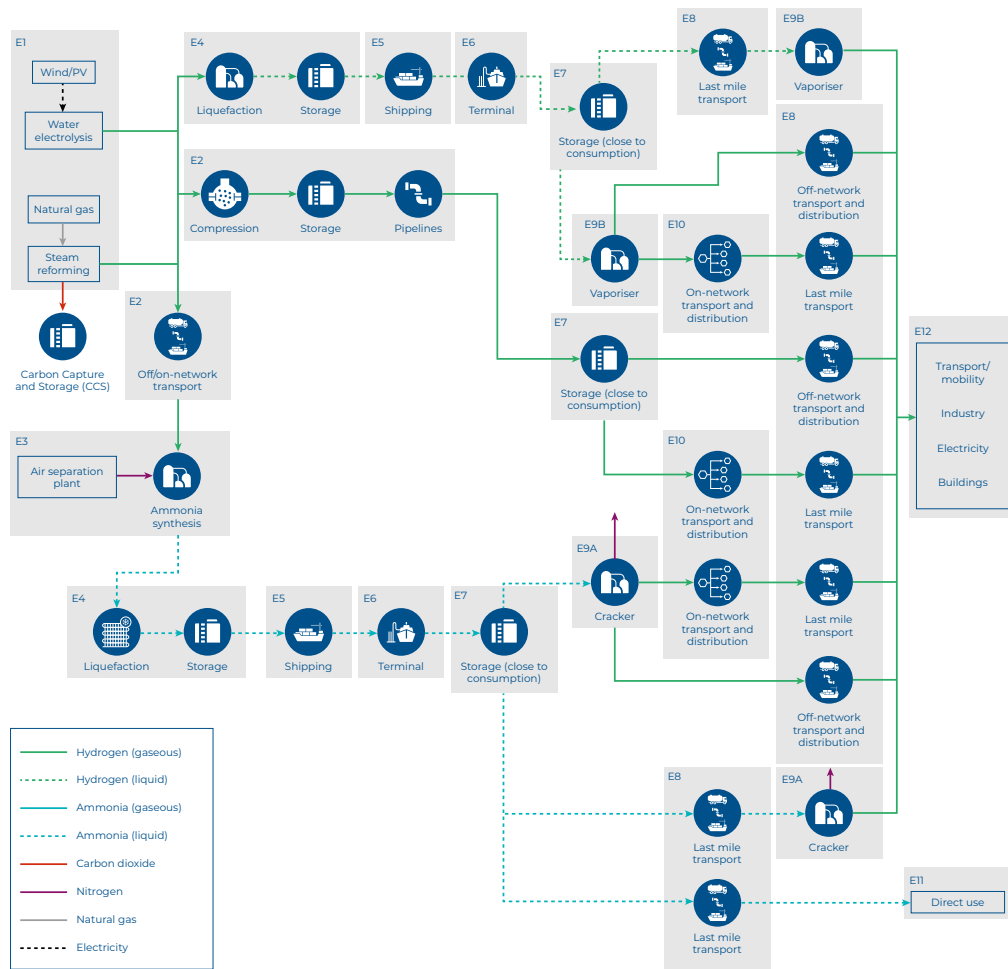 E1
Wind/PV
Water
electrolysis
Natural gas
Steam
reforming
Carbon Capture
and Storage (CCS)
E4
Liquefaction
Storage
E5
Shipping
E6
Terminal
E7
Storage (close to
consumption)
E8
Last mile
transport
E9B
Vaporiser
E2
Compression
Storage
Pipelines
E8
Off-network
transport and
distribution
E9B
Vaporiser
E10
On-network
transport and
distribution
Last mile
transport
E2
Off/on-network
transport
E7
Storage (close to
consumption)
Off-network
transport and
distribution
E12
Transport/
mobility
Industry
Electricity
Buildings
E3
Air separation
plant
Ammonia
synthesis
E10
On-network
transport and
distribution
Last mile
transport
E4
Liquefaction
Storage
E5
Shipping
E6
Terminal
E7
Storage (close to
consumption)
E9A
Cracker
On-network
transport and
distribution
Last mile
transport
Off-network
transport and
distribution
E8
Last mile
transport
E9A
Cracker
Last mile
transport
E11
Direct use
Hydrogen (gaseous)
Hydrogen (liquid)
Ammonia (gaseous)
Ammonia (liquid)
Carbon dioxide
Nitrogen
Natural gas
Electricity